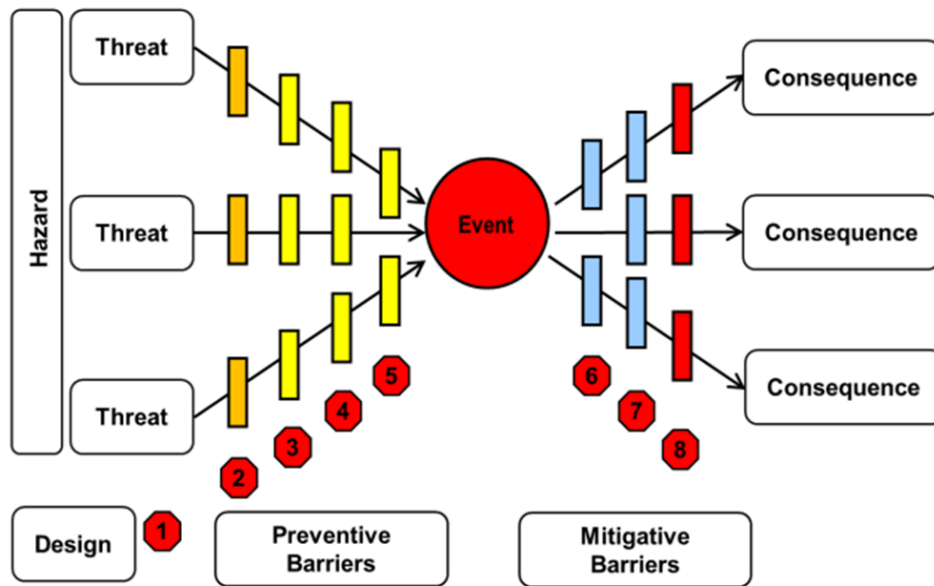 Hazard
Threat
Threat
Threat
Event
Consequence
Consequence
Consequence
5
6
4
7
3
8
2
1
Design
Preventive
Barriers
Mitigative
Barriers